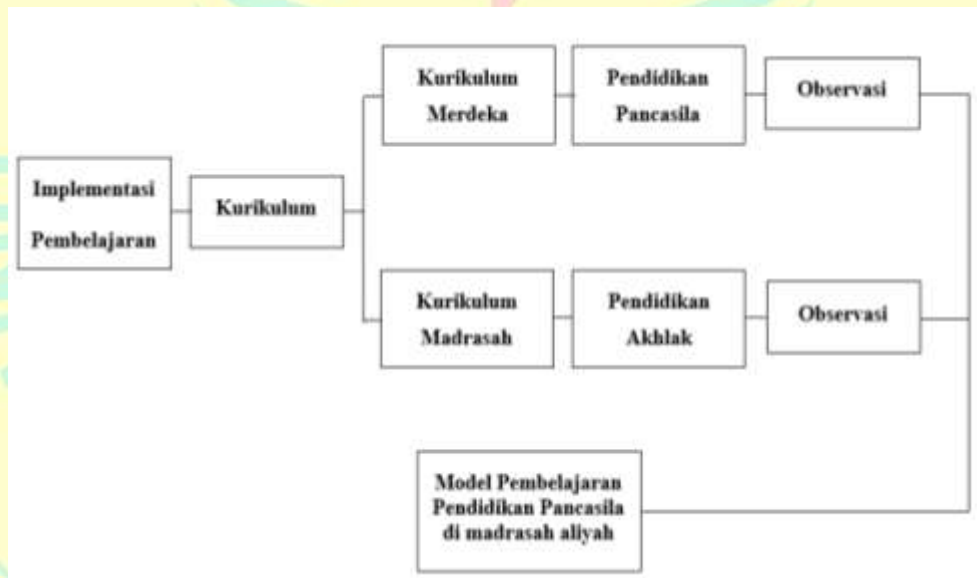 Implementasi
Pembelajaran
Kurikulum
Kurikulum
Merdeka
Pendidikan
Pancasila
Observasi
Kurikulum
Madrasah
Pendidikan
Akhlak
Observasi
Model Pembelajaran
Pendidikan Pancasila
di madrasah aliyah